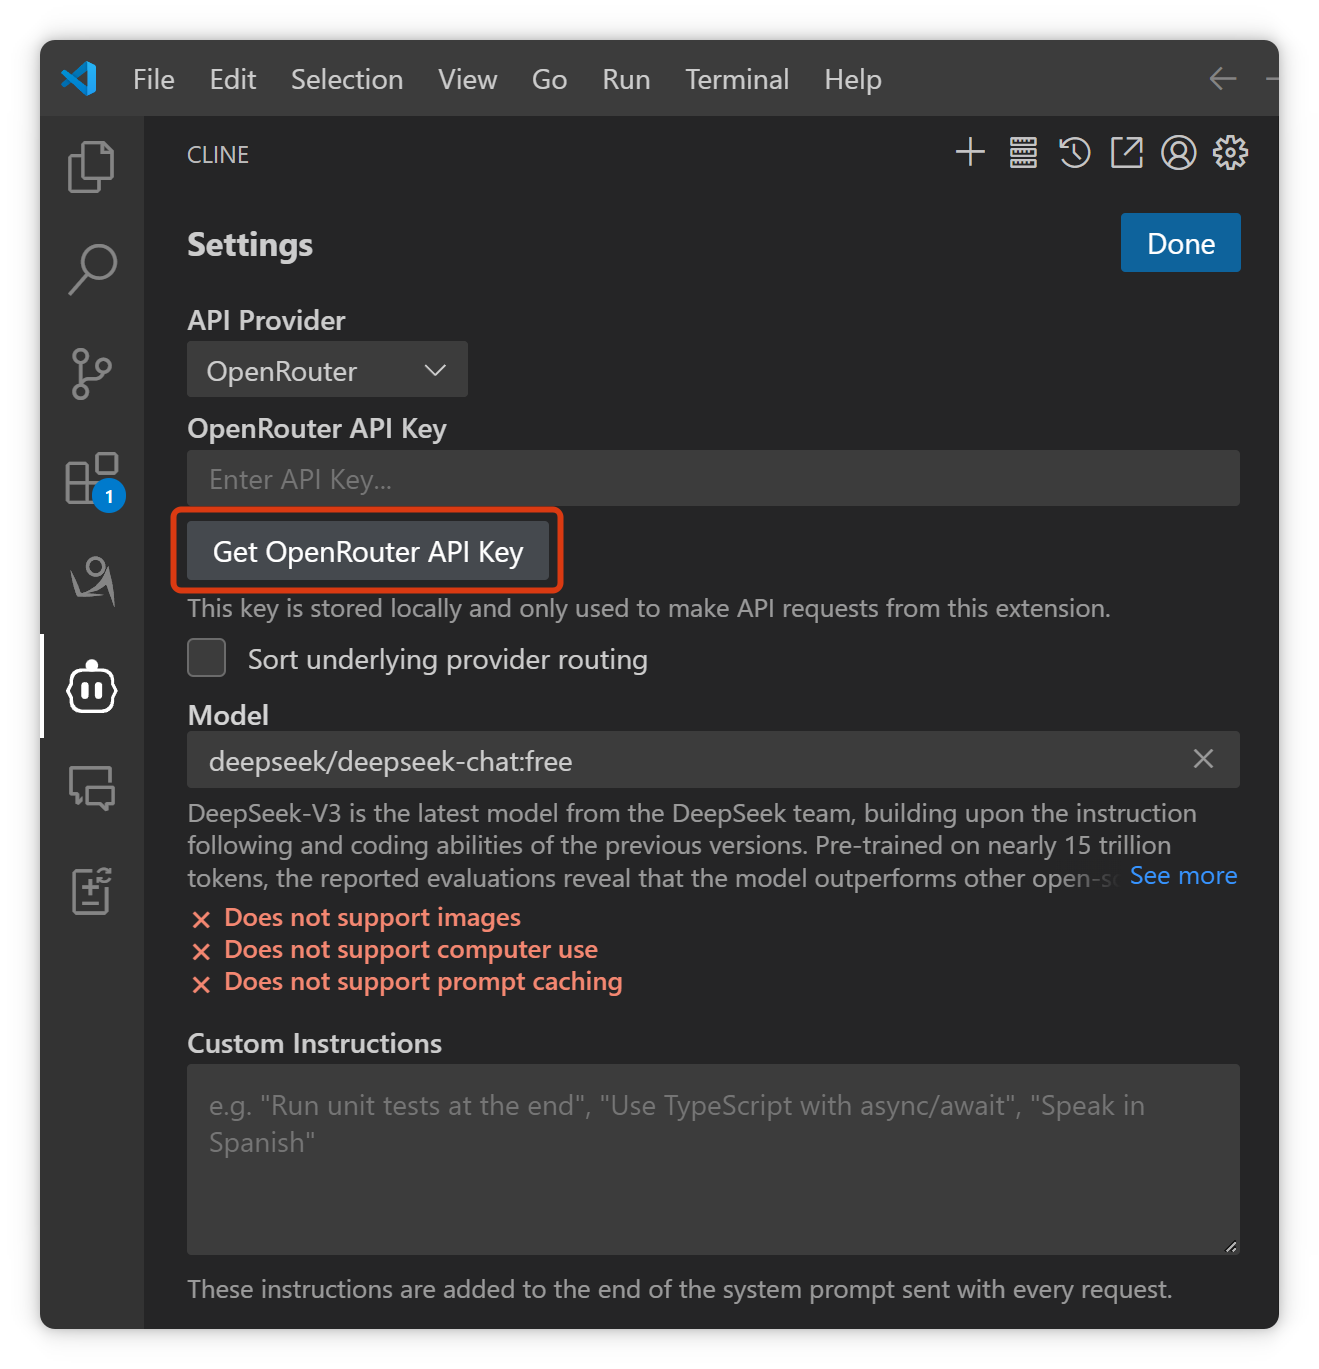 File Edit Selection View Go Run Terminal Help
CLINE
Settings
Done
API Provider
OpenRouter
OpenRouter API Key
Enter API Key...
Get OpenRouter API Key
This key is stored locally and only used to make API requests from this extension.
Sort underlying provider routing
Model
deepseek/deepseek-chat:free
DeepSeek-V3 is the latest model from the DeepSeek team, building upon the instruction
following and coding abilities of the previous versions. Pre-trained on nearly 15 trillion
tokens, the reported evaluations reveal that the model outperforms other open-s See more
Does not support images
Does not support computer use
Does not support prompt caching
Custom Instructions
e.g. "Run unit tests at the end", "Use TypeScript with async/await", "Speak in
Spanish"
These instructions are added to the end of the system prompt sent with every request.
1